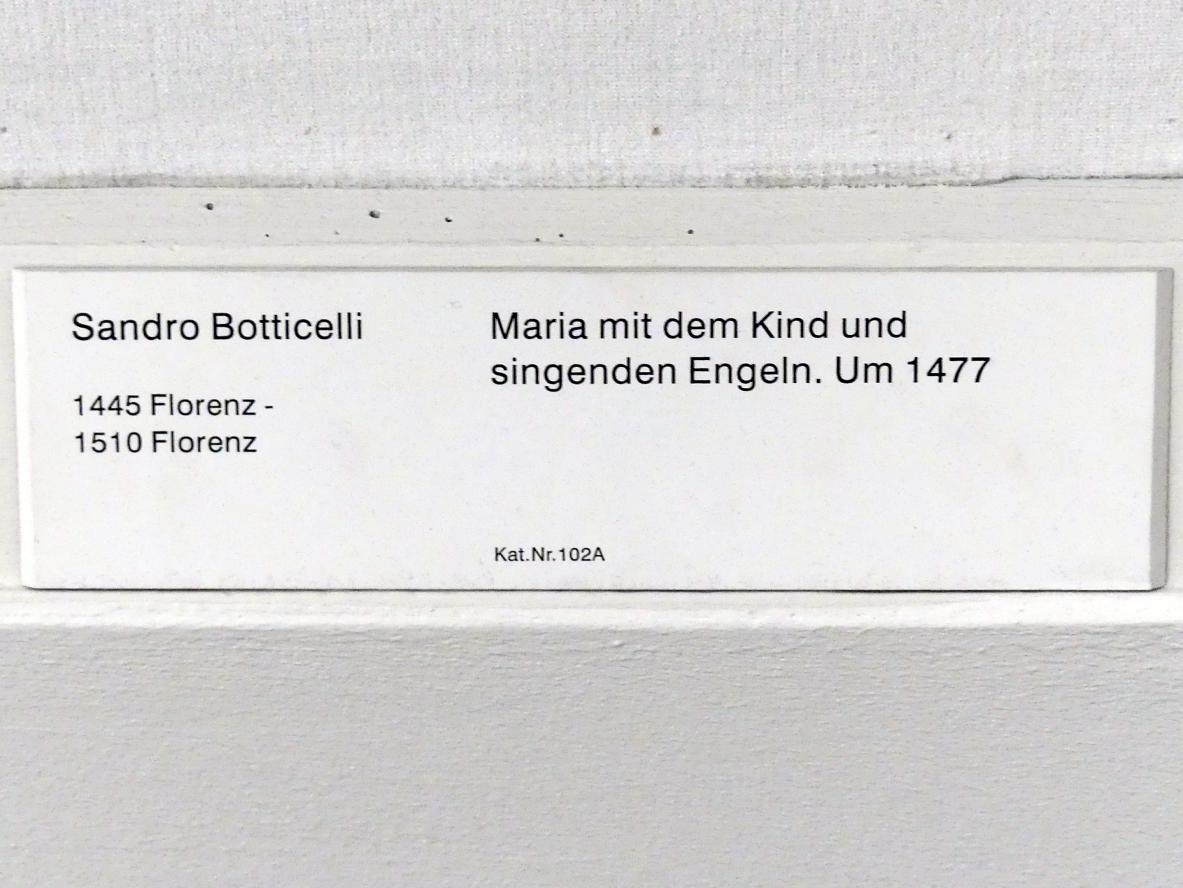 Sandro Botticelli
1445 Florenz -
1510 Florenz
Maria mit dem Kind und
singenden Engeln. Um 1477
Kat.Nr.102A